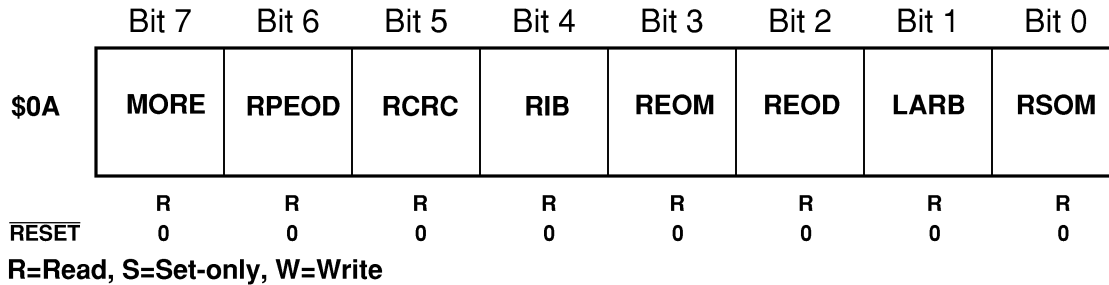 Bit 7 Bit 6 Bit 5 Bit 4 Bit 3 Bit 2 Bit 1 Bit 0
$0A MORE RPEOD RCRC RIB REOM REOD LARB RSOM
R R R R R R R R
RESET 0 0 0 0 0 0 0 0
R=Read, S=Set-only, W=Write